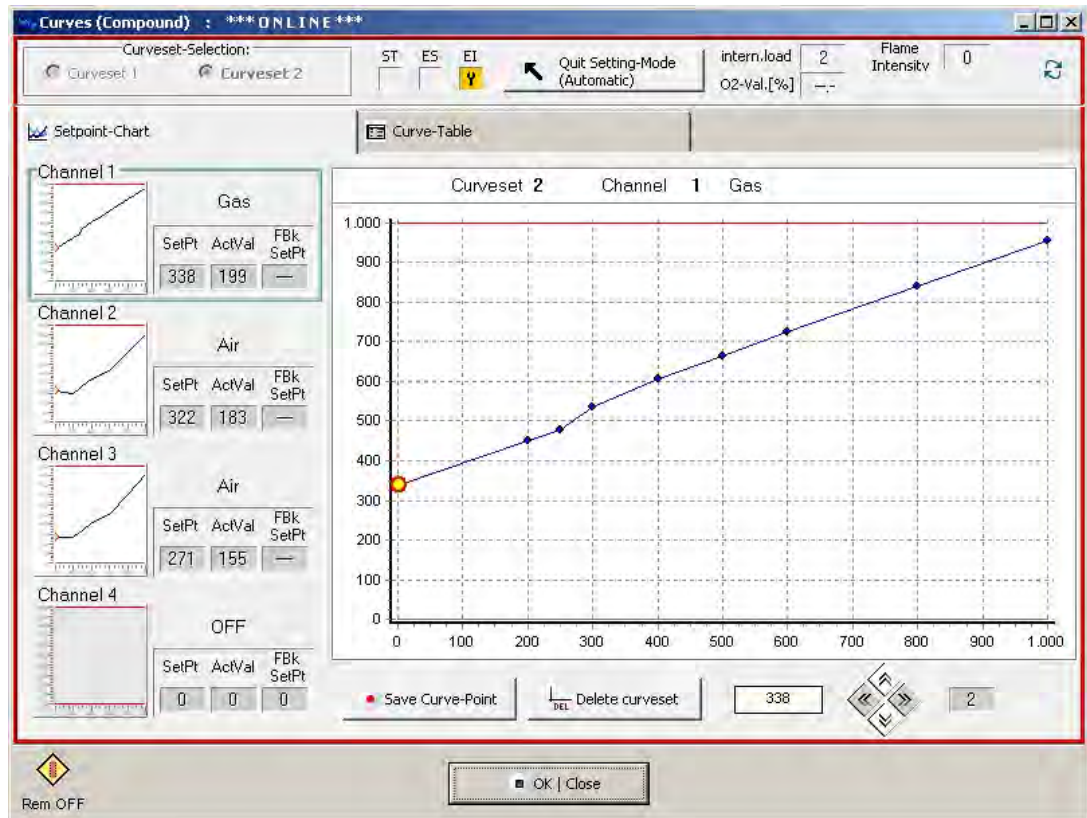 Curves (Compound) : ***ONLINE***
Curveset-Selection:
Curveset 1 Curveset 2
ST ES EI
Y
Quit Setting-Mode
(Automatic)
intern.load 2
O2-Val.[%] --.-
Flame
Intensity 0
Setpoint-Chart
Curve-Table
Channel 1
Gas
SetPt ActVal FBk
SetPt
338 199 ---
Channel 2
Air
SetPt ActVal FBk
SetPt
322 183 ---
Channel 3
Air
SetPt ActVal FBk
SetPt
271 155 ---
Channel 4
OFF
SetPt ActVal FBk
SetPt
0 0 0
Curveset 2 Channel 1 Gas
1.000
900
800
700
600
500
400
300
200
100
0
0 100 200 300 400 500 600 700 800 900 1.000
Save Curve-Point
DEL Delete curveset
338
2
Rem OFF
OK | Close